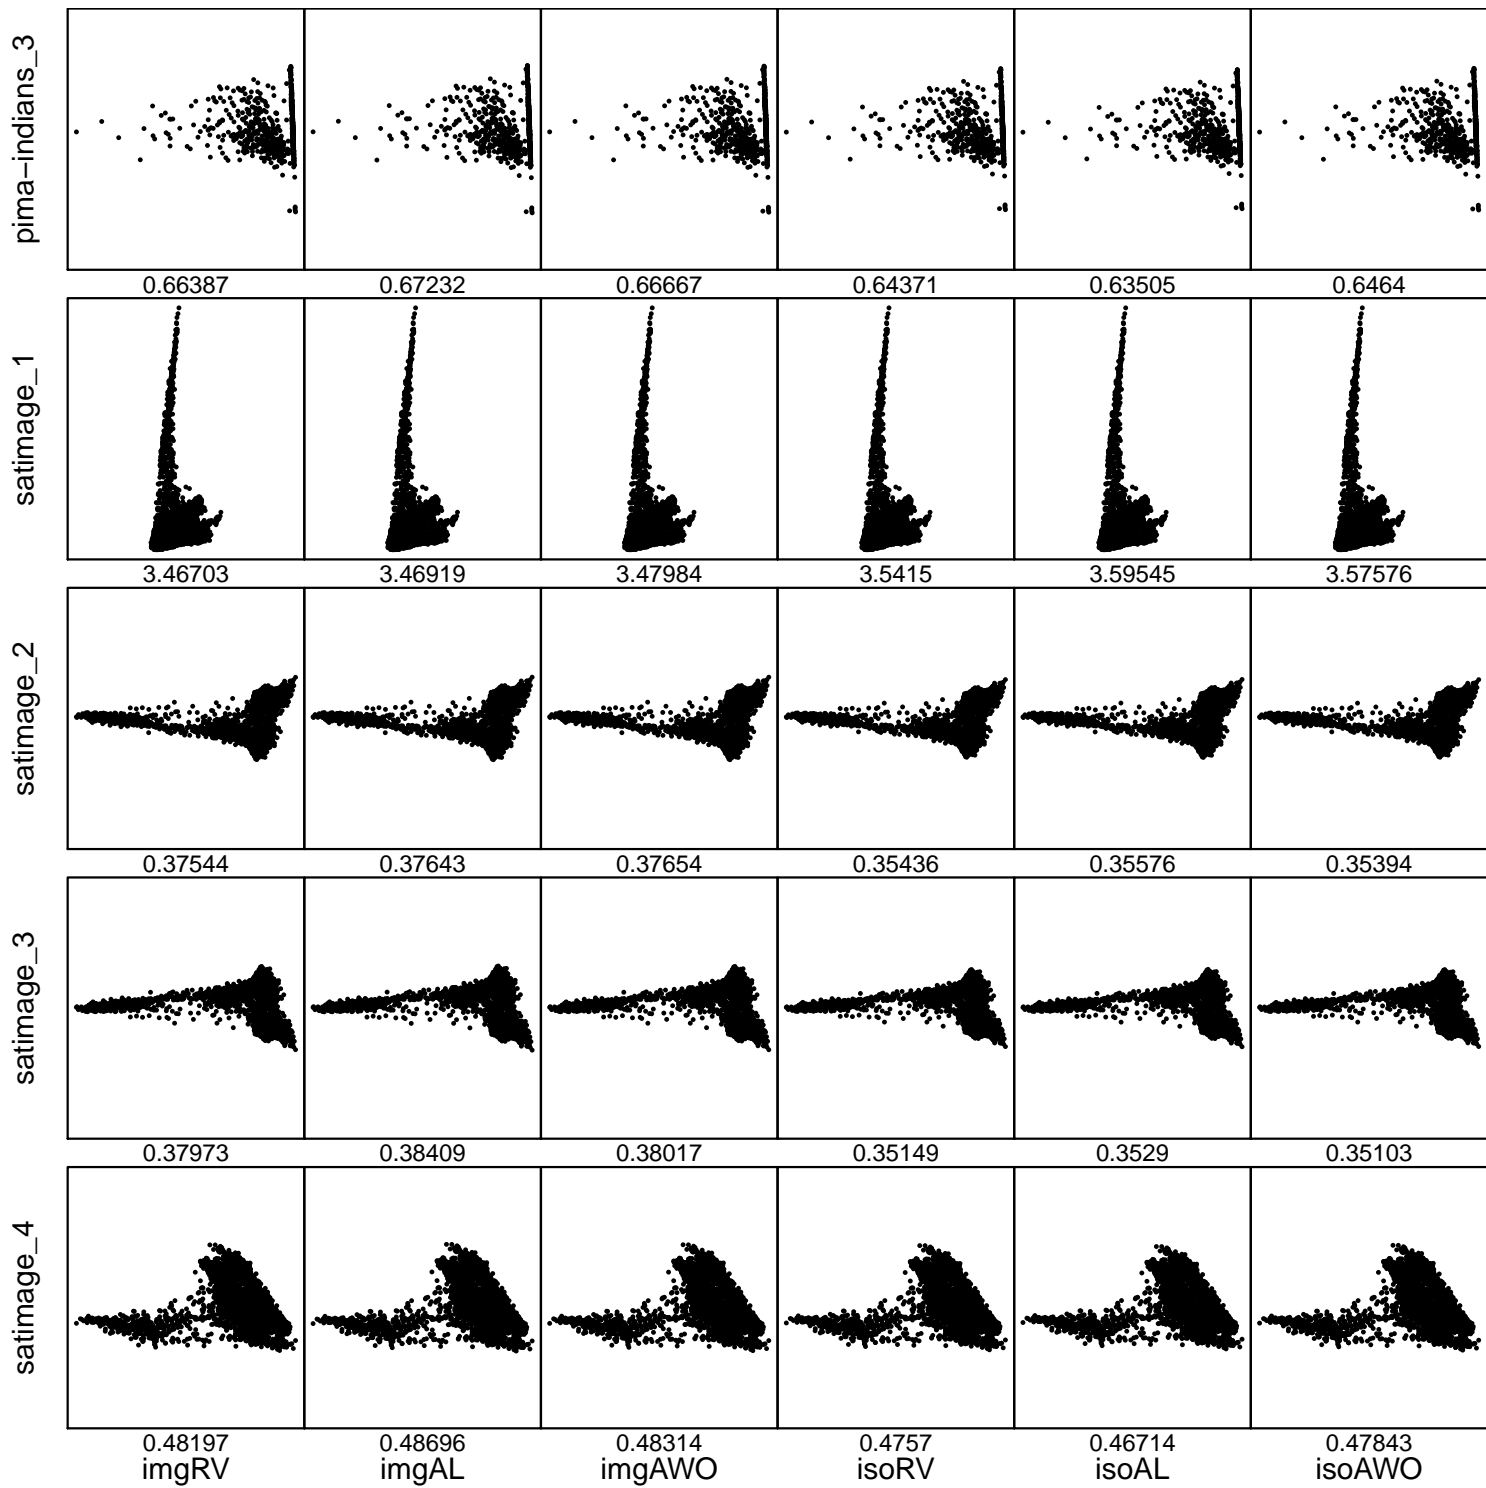 pima−indians_3
0.66387 0.67232 0.66667 0.64371 0.63505 0.6464
satimage_1
3.46703 3.46919 3.47984 3.5415 3.59545 3.57576
satimage_2
0.37544 0.37643 0.37654 0.35436 0.35576 0.35394
satimage_3
0.37973 0.38409 0.38017 0.35149 0.3529 0.35103
satimage_4
0.48197 0.48696 0.48314 0.4757 0.46714 0.47843
imgRV imgAL imgAWO isoRV isoAL isoAWO